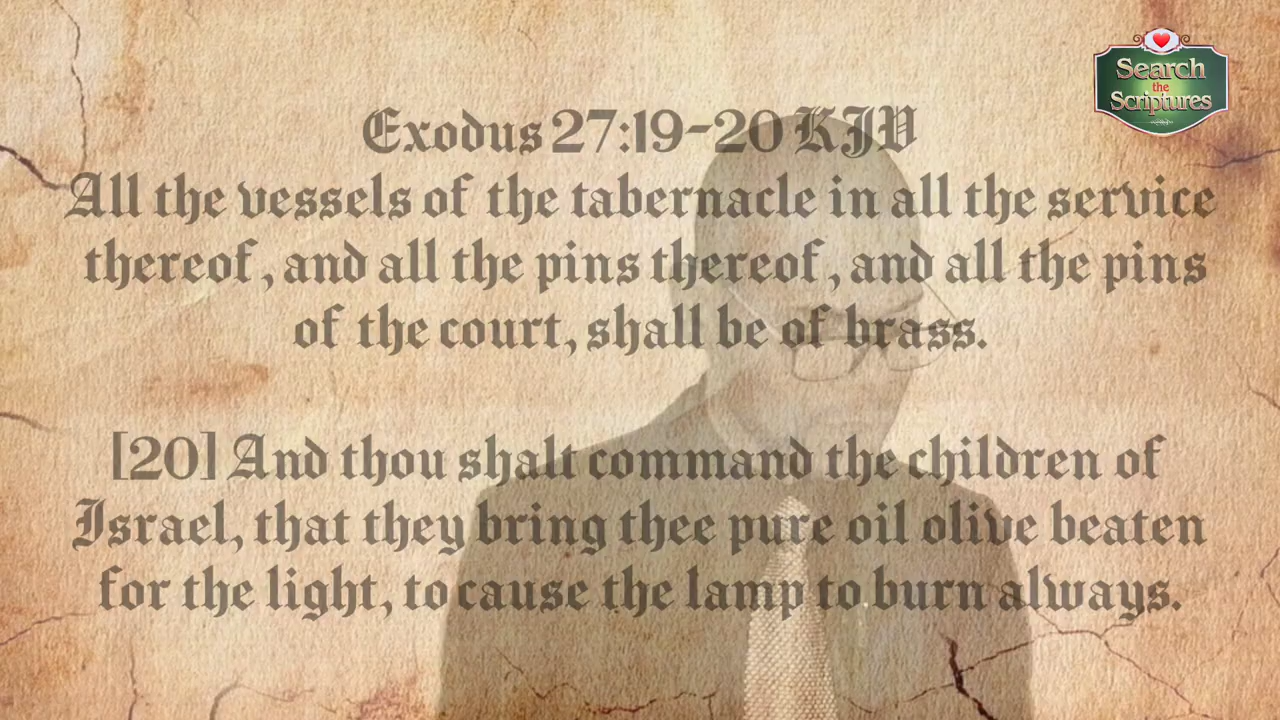 Search
the
Scriptures
Exodus 27:19-20 KJV
All the vessels of the tabernacle in all the service
thereof, and all the pins thereof, and all the pins
of the court, shall be of brass.
[20] And thou shalt command the children of
Israel, that they bring thee pure oil olive beaten
for the light, to cause the lamp to burn always.